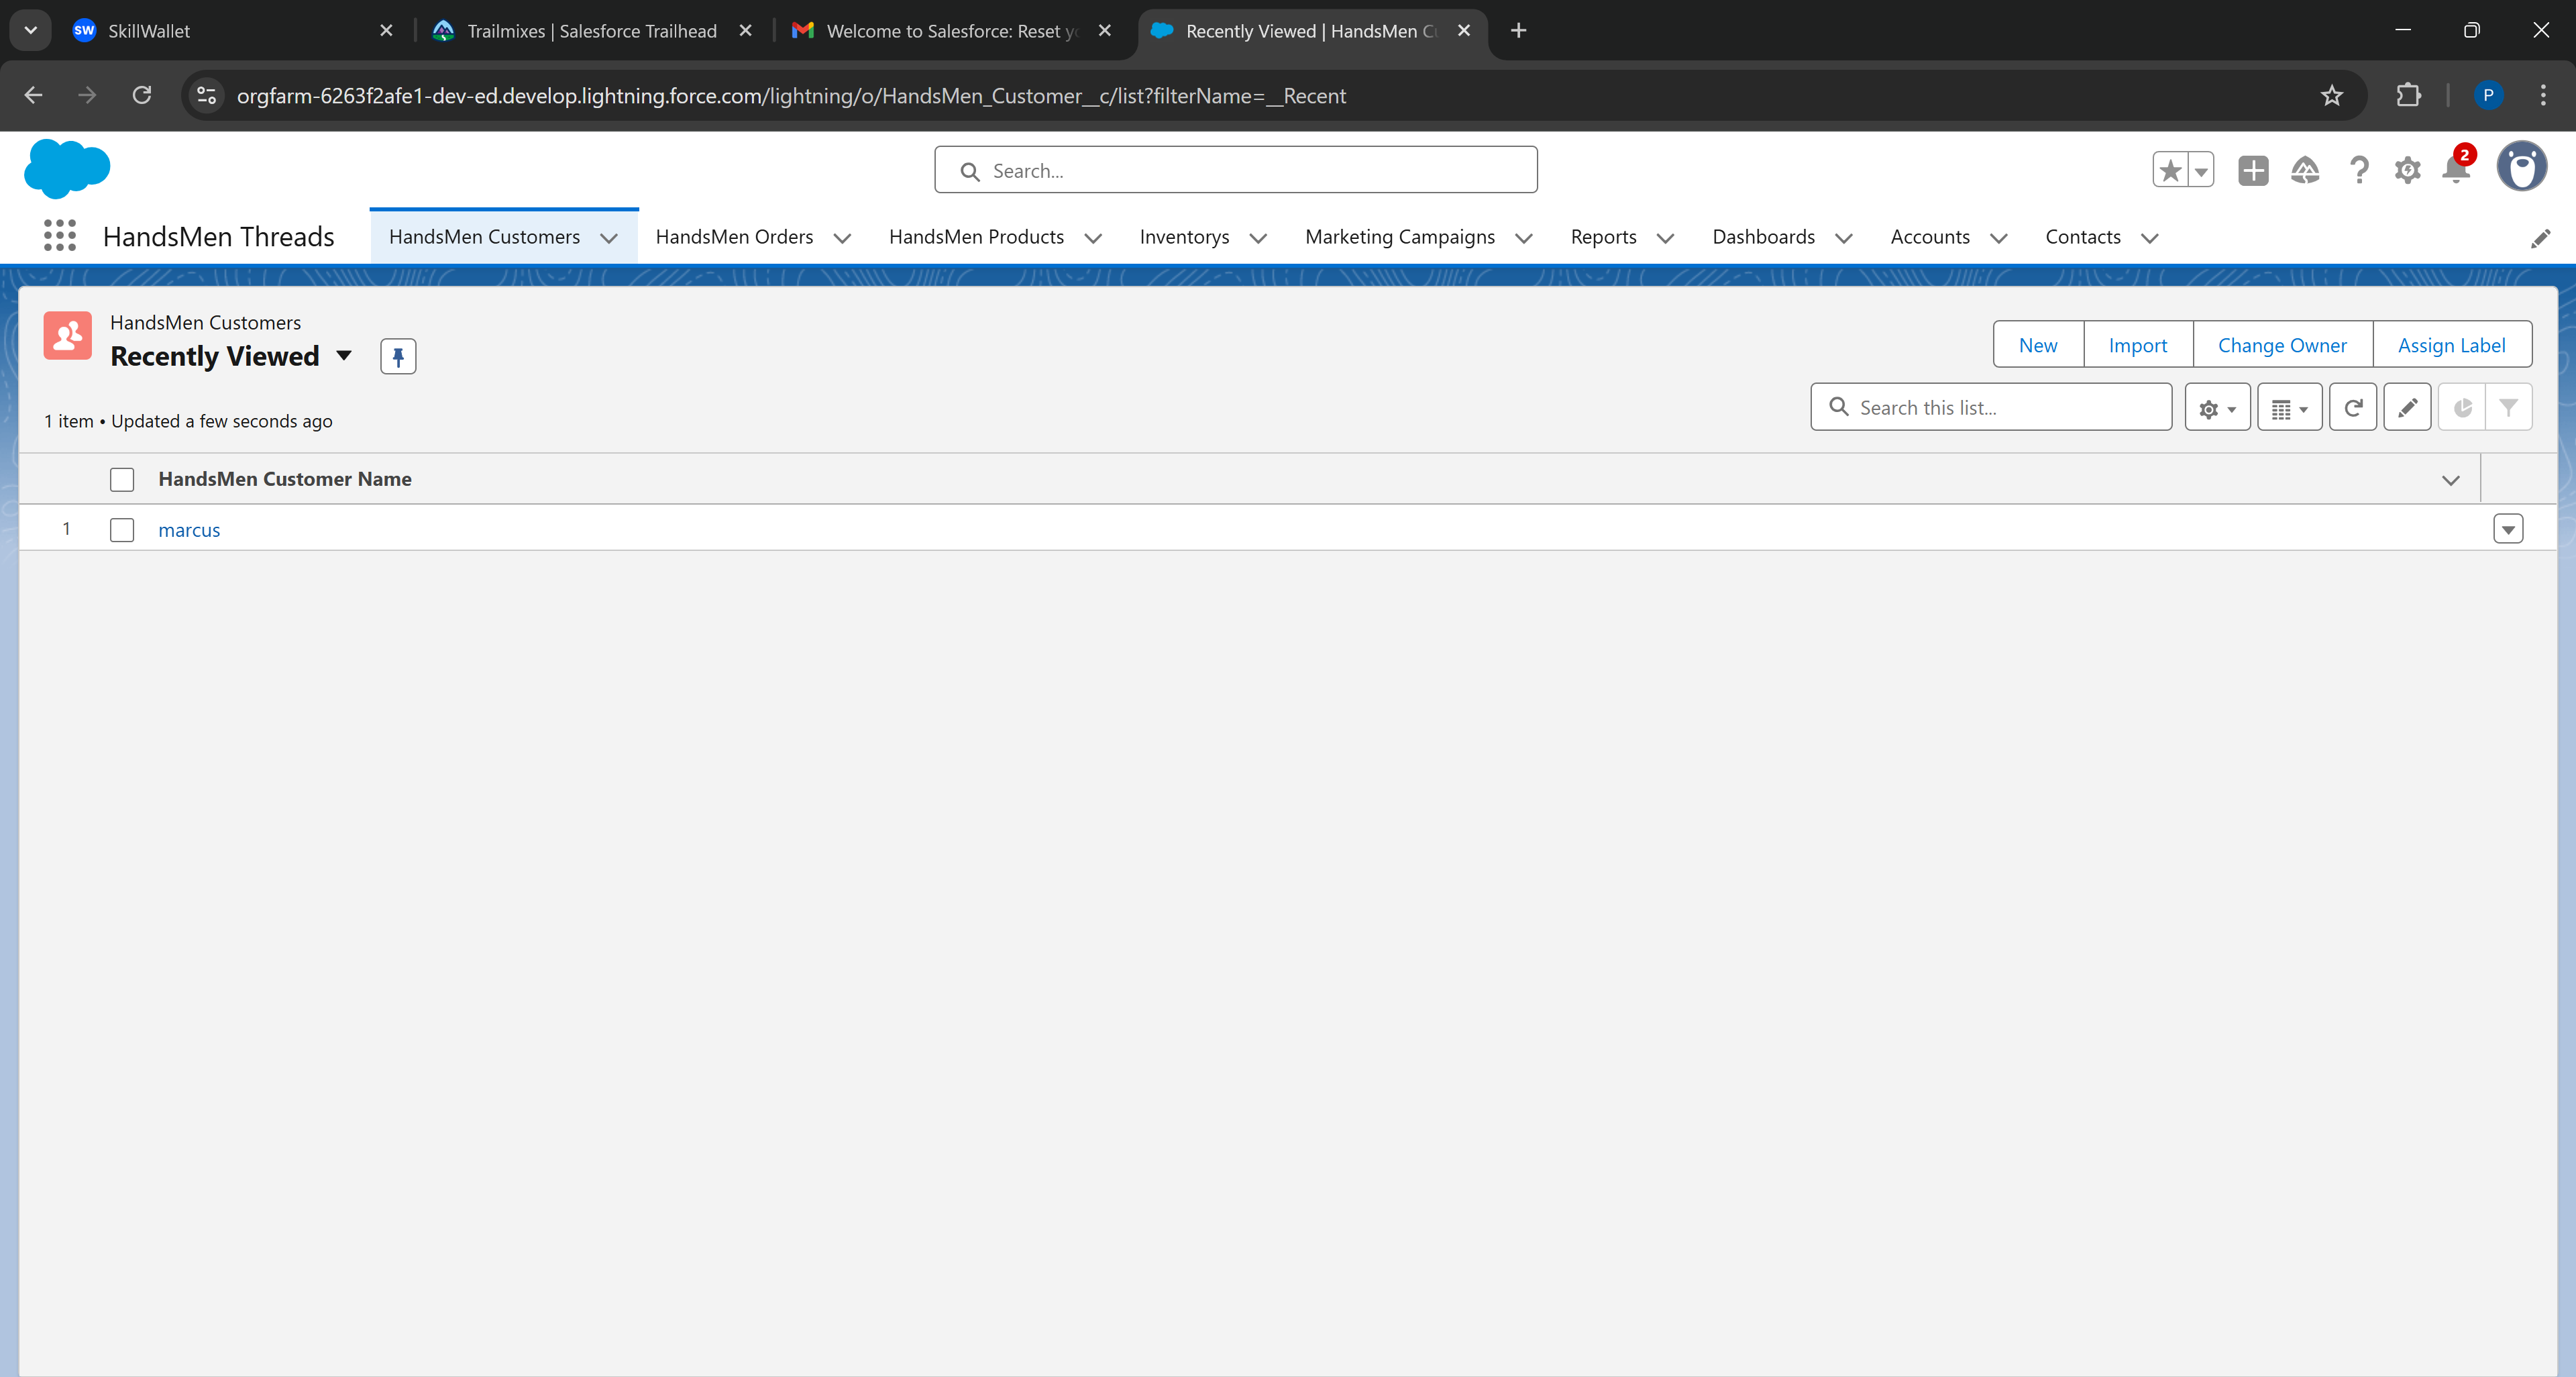 SW SkillWallet
Trailmixes | Salesforce Trailhead
Welcome to Salesforce: Reset yo
Recently Viewed | HandsMen Cu
orgfarm-6263f2afe1-dev-ed.develop.lightning.force.com/lightning/o/HandsMen_Customer__c/list?filterName=__Recent
P
Search...
2
HandsMen Threads
HandsMen Customers
HandsMen Orders
HandsMen Products
Inventorys
Marketing Campaigns
Reports
Dashboards
Accounts
Contacts
HandsMen Customers
Recently Viewed
New
Import
Change Owner
Assign Label
1 item • Updated a few seconds ago
Search this list...
HandsMen Customer Name
1 marcus